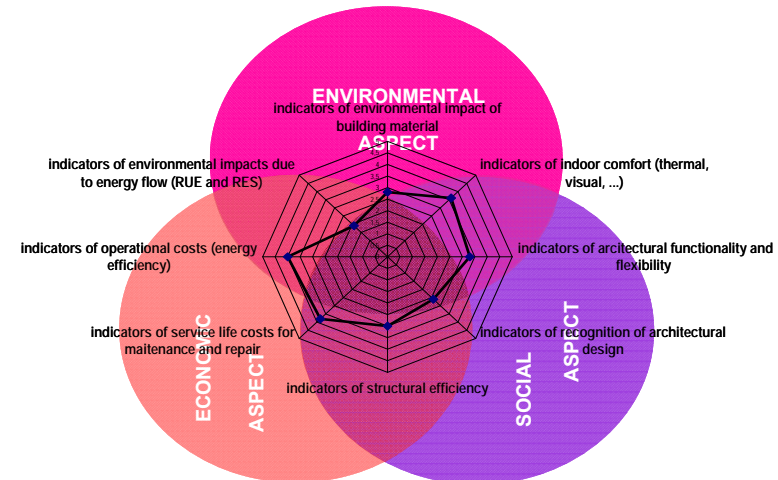 ENVIRONMENTAL
ASPECT
indicators of environmental impact of
building material
indicators of environmental impacts due
to energy flow (RUE and RES)
indicators of indoor comfort (thermal,
visual, ...)
indicators of operational costs (energy
efficiency)
indicators of arcitectural functionality and
flexibility
indicators of service life costs for
maitenance and repair
indicators of recognition of architectural
design
indicators of structural efficiency
ECONOMIC
ASPECT
SOCIAL
ASPECT
4
3